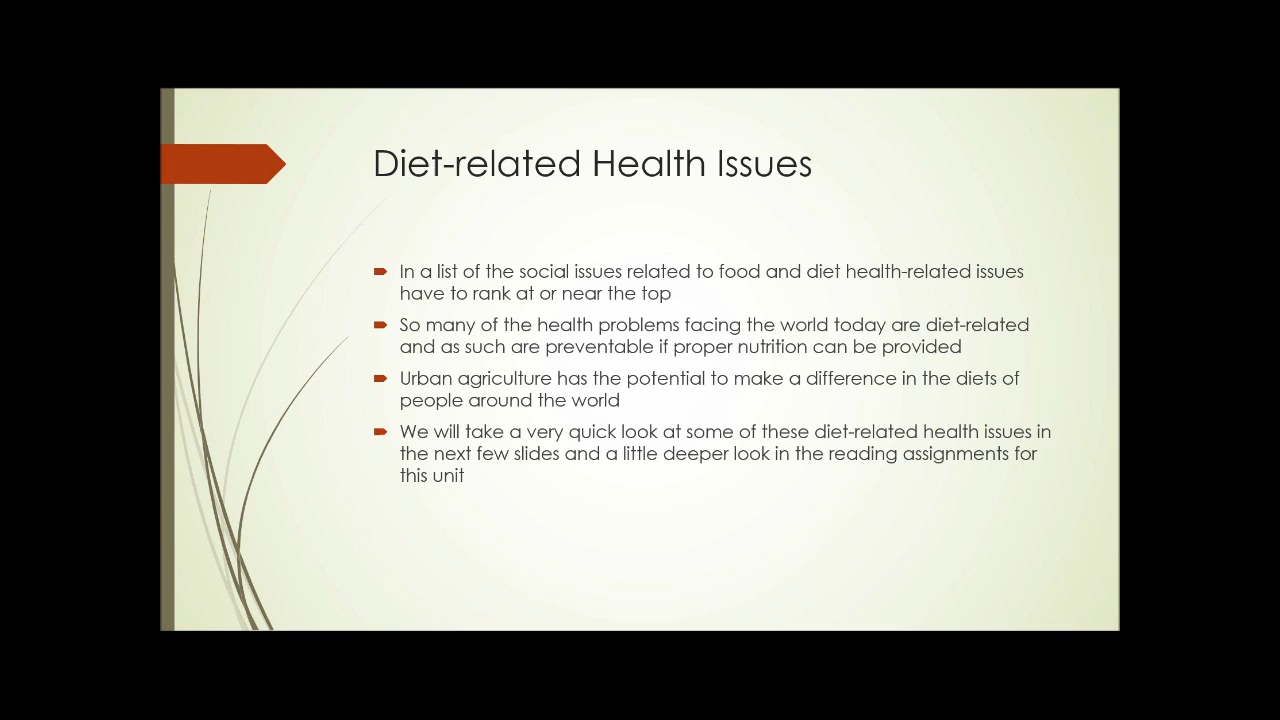 Diet-related Health Issues
In a list of the social issues related to food and diet health-related issues
have to rank at or near the top
So many of the health problems facing the world today are diet-related
and as such are preventable if proper nutrition can be provided
Urban agriculture has the potential to make a difference in the diets of
people around the world
We will take a very quick look at some of these diet-related health issues in
the next few slides and a little deeper look in the reading assignments for
this unit